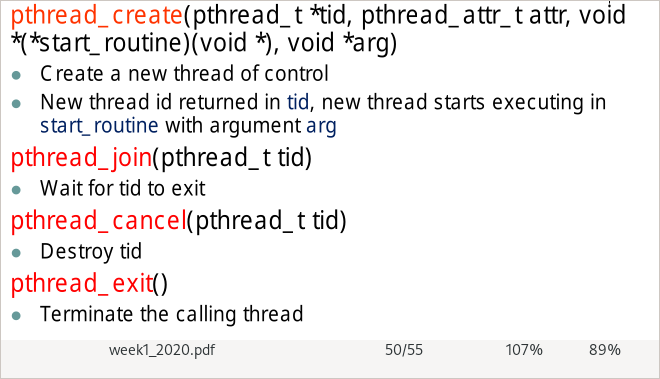 pthread_create(pthread_t *tid, pthread_attr_t attr, void
*(*start_routine)(void *), void *arg)
● Create a new thread of control
● New thread id returned in tid, new thread starts executing in
start_routine with argument arg
pthread_join(pthread_t tid)
● Wait for tid to exit
pthread_cancel(pthread_t tid)
● Destroy tid
pthread_exit()
● Terminate the calling thread
week1_2020.pdf 50/55 107% 89%